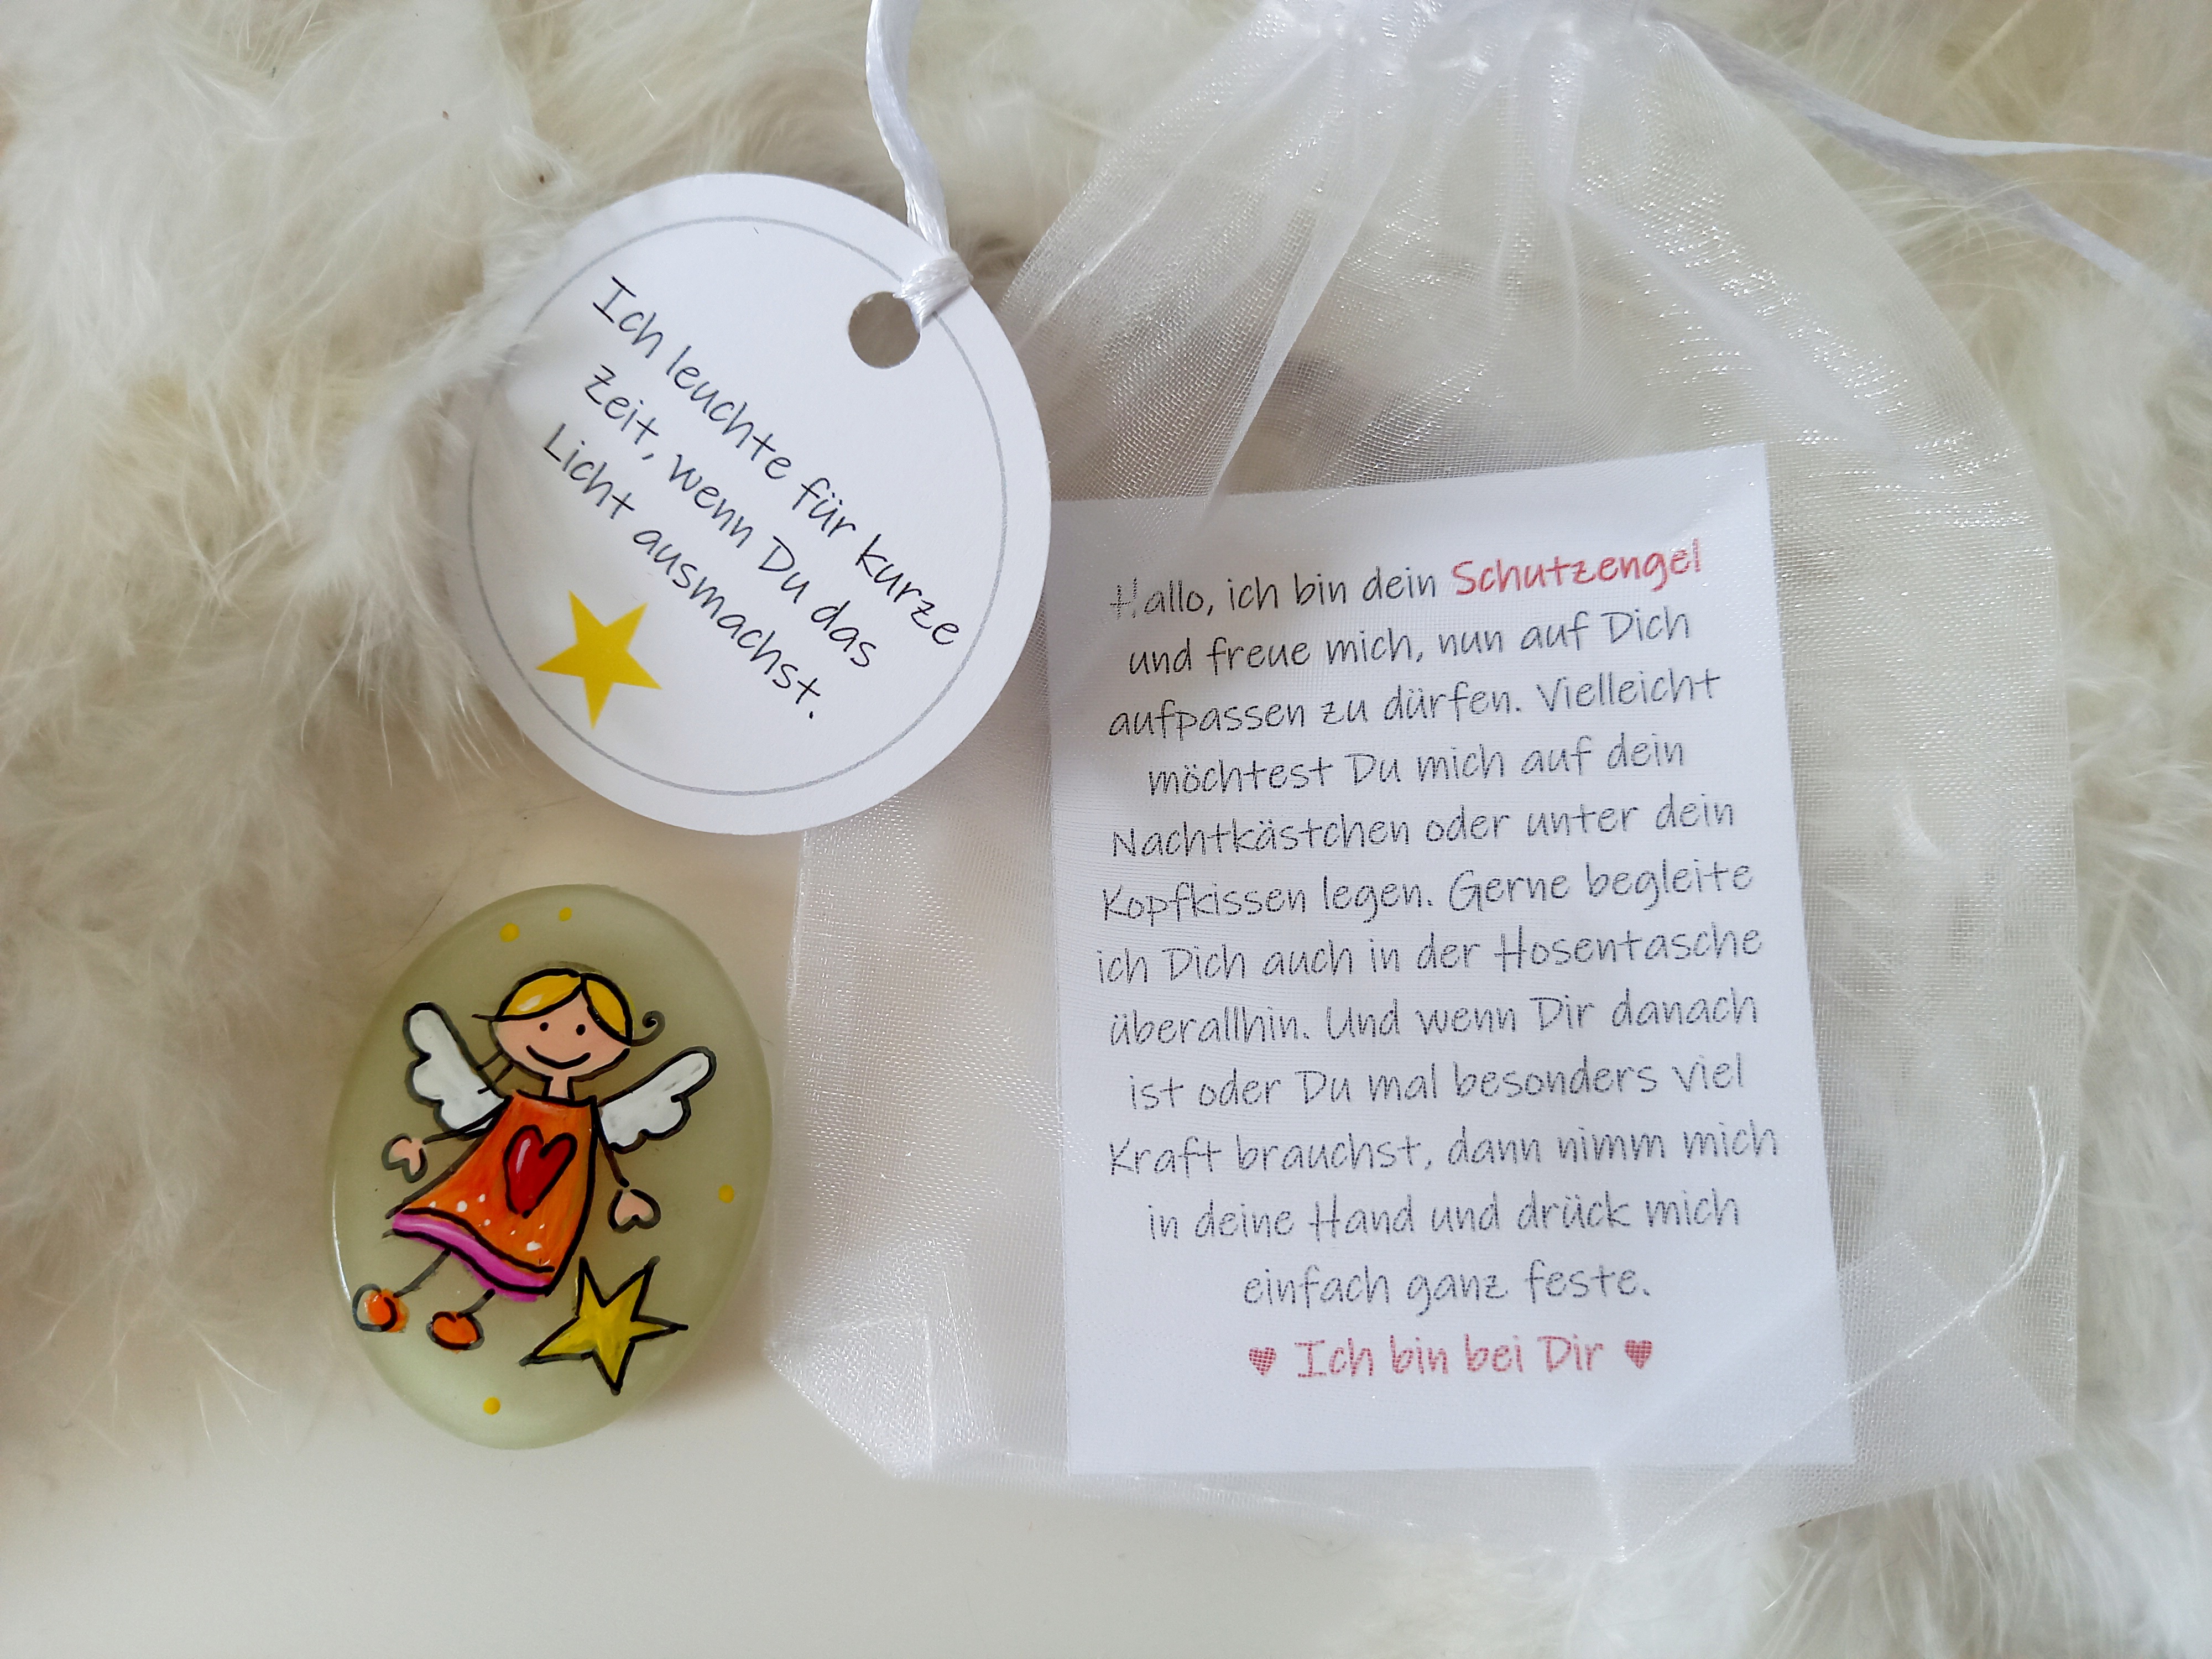 Ich leuchte für kurze
Zeit, wenn Du das
Licht ausmachst.
Hallo, ich bin dein Schutzengel
und freue mich, nun auf Dich
aufpassen zu dürfen. Vielleicht
möchtest Du mich auf dein
Nachtkästchen oder unter dein
Kopfkissen legen. Gerne begleite
ich Dich auch in der Hosentasche
überallhin. Und wenn Dir danach
ist oder Du mal besonders viel
Kraft brauchst, dann nimm mich
in deine Hand und drück mich
einfach ganz feste.
♥ Ich bin bei Dir ♥